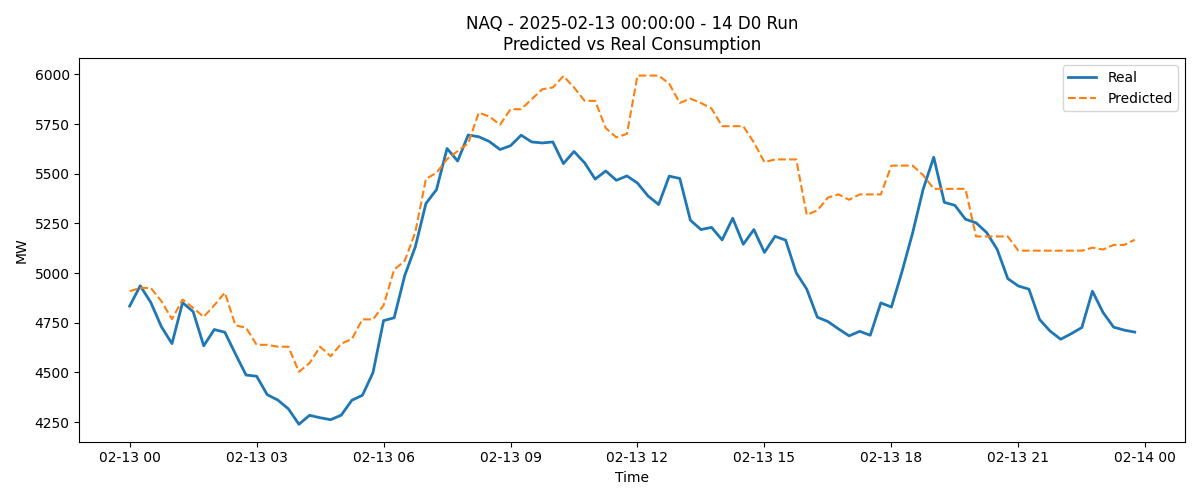 NAQ - 2025-02-13 00:00:00 - 14 D0 Run
Predicted vs Real Consumption
Real
Predicted
6000
5750
5500
5250
5000
4750
4500
4250
MW
02-13 00
02-13 03
02-13 06
02-13 09
02-13 12
02-13 15
02-13 18
02-13 21
02-14 00
Time